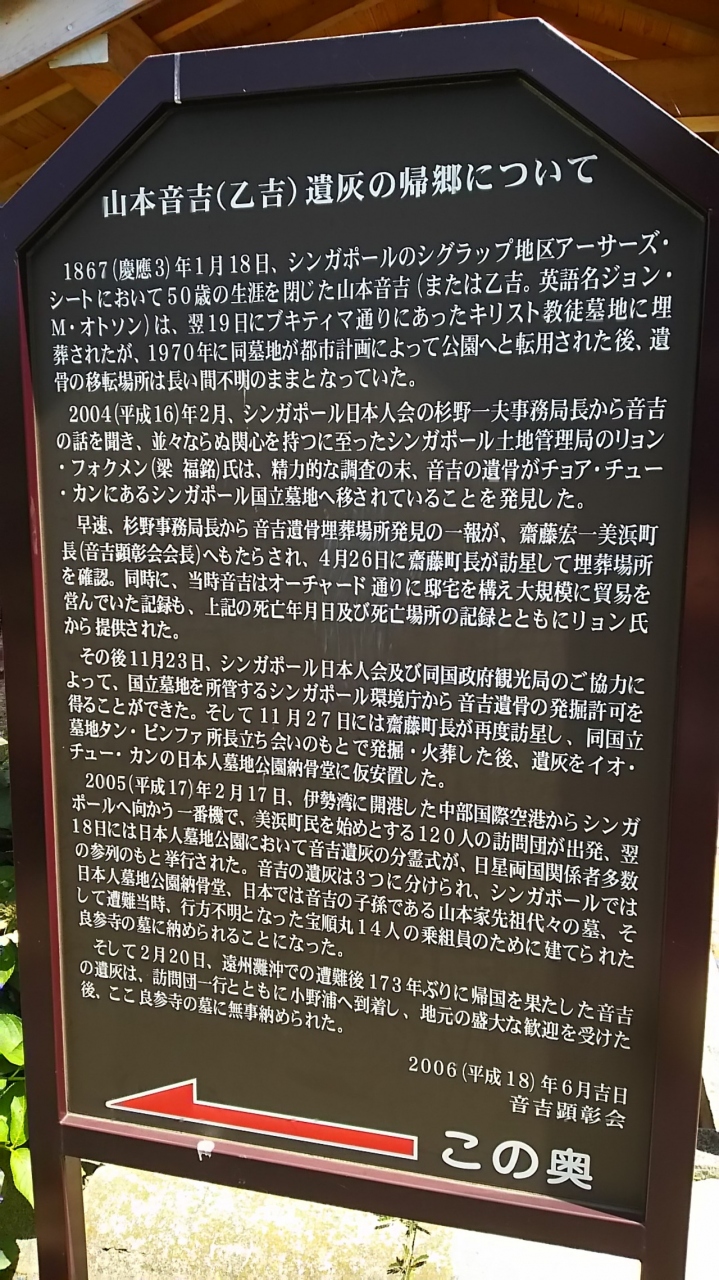 山本音吉(乙吉)遺灰の帰郷について
1867(慶應3)年1月18日、シンガポールのシグラップ地区アーサーズ・
シートにおいて50歳の生涯を閉じた山本音吉(または乙吉。英語名ジョン・
M・オトソン)は、翌19日にブキティマ通りにあったキリスト教徒墓地に埋
葬されたが、1970年に同墓地が都市計画によって公園へと転用された後、遺
骨の移転場所は長い間不明のままとなっていた。
2004(平成16)年2月、シンガポール日本人会の杉野一夫事務局長から音吉
の話を聞き、並々ならぬ関心を持つに至ったシンガポール土地管理局のリョン
・フォクメン(梁 福銘)氏は、精力的な調査の末、音吉の遺骨がチョア・チュー
・カンにあるシンガポール国立墓地へ移されていることを発見した。
早速、杉野事務局長から音吉遺骨埋葬場所発見の一報が、齋藤宏一美浜町
長(音吉顕彰会会長)へもたらされ、4月26日に齋藤町長が訪星して埋葬場所
を確認。同時に、当時音吉はオーチャード通りに邸宅を構え大規模に貿易を
営んでいた記録も、上記の死亡年月日及び死亡場所の記録とともにリョン氏
から提供された。
その後11月23日、シンガポール日本人会及び同国政府観光局のご協力に
よって、国立墓地を所管するシンガポール環境庁から音吉遺骨の発掘許可を
得ることができた。そして11月27日には齋藤町長が再度訪星し、同国立
墓地タン・ビンファ所長立ち会いのもとで発掘・火葬した後、遺灰をイオ・
チュー・カンの日本人墓地公園納骨堂に仮安置した。
2005(平成17)年2月17日、伊勢湾に開港した中部国際空港からシンガ
ポールへ向かう一番機で、美浜町民を始めとする120人の訪問団が出発、翌
18日には日本人墓地公園において音吉遺灰の分霊式が、日星両国関係者多数
の参列のもと挙行された。音吉の遺灰は3つに分けられ、シンガポールでは
日本人墓地公園納骨堂、日本では音吉の子孫である山本家先祖代々の墓、そ
して遭難当時、行方不明となった宝順丸14人の乗組員のために建てられた
良参寺の墓に納められることになった。
そして2月20日、遠州灘沖での遭難後173年ぶりに帰国を果たした音吉
の遺灰は、訪問団一行とともに小野浦へ到着し、地元の盛大な歓迎を受けた
後、ここ良参寺の墓に無事納められた。
2006(平成18)年6月吉日
音吉顕彰会
この奥